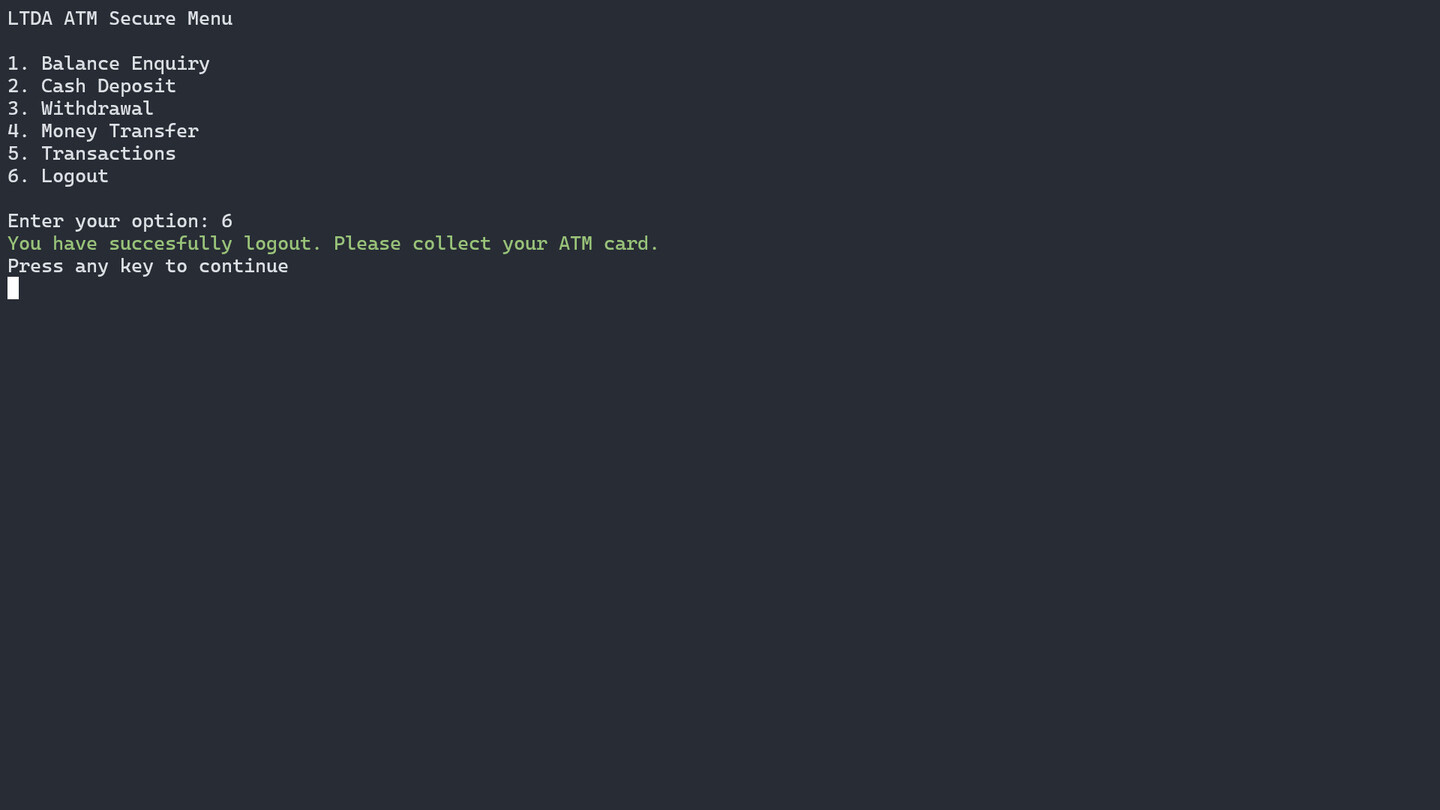 LTDA ATM Secure Menu
1. Balance Enquiry
2. Cash Deposit
3. Withdrawal
4. Money Transfer
5. Transactions
6. Logout
Enter your option: 6
You have succesfully logout. Please collect your ATM card.
Press any key to continue